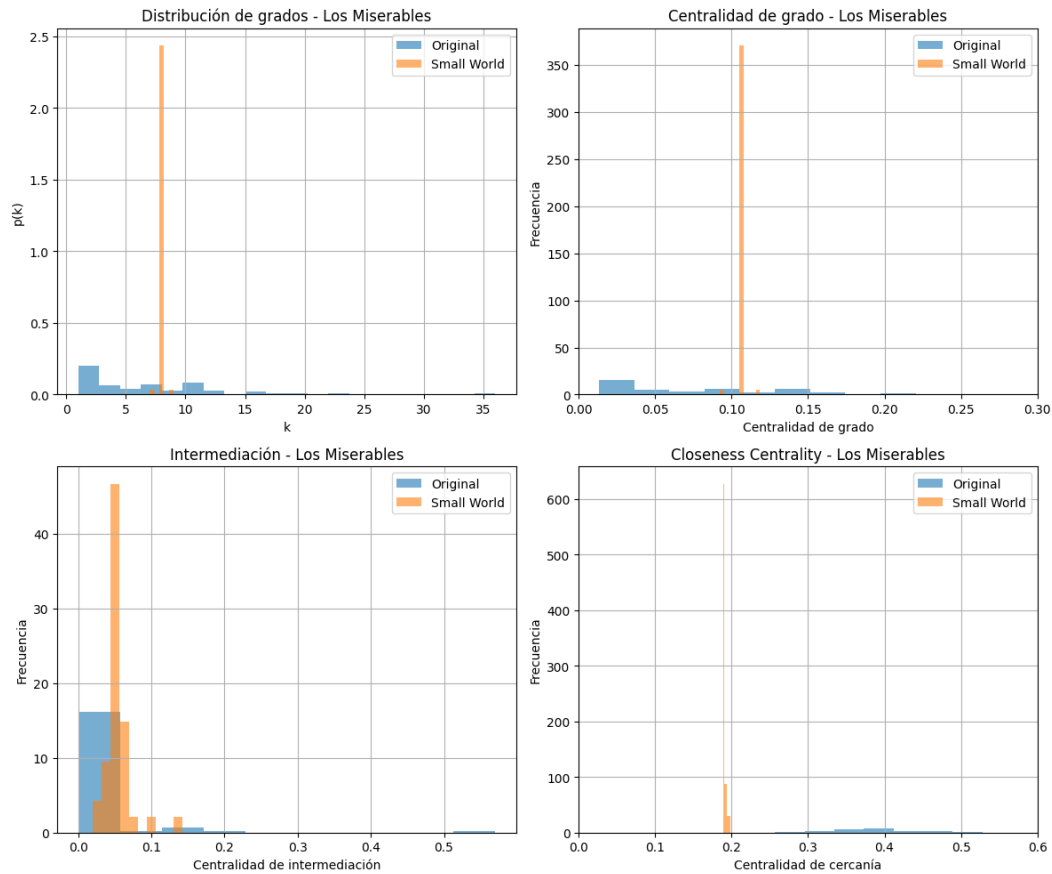 Distribución de grados - Los Miserables
Original
Small World
2.5
2.0
1.5
1.0
0.5
0.0
p(k)
0 5 10 15 20 25 30 35
k
Centralidad de grado - Los Miserables
Original
Small World
350
300
250
200
150
100
50
0
Frecuencia
0.00 0.05 0.10 0.15 0.20 0.25 0.30
Centralidad de grado
Intermediación - Los Miserables
Original
Small World
40
30
20
10
0
Frecuencia
0.0 0.1 0.2 0.3 0.4 0.5
Centralidad de intermediación
Closeness Centrality - Los Miserables
Original
Small World
600
500
400
300
200
100
0
Frecuencia
0.0 0.1 0.2 0.3 0.4 0.5 0.6
Centralidad de cercanía